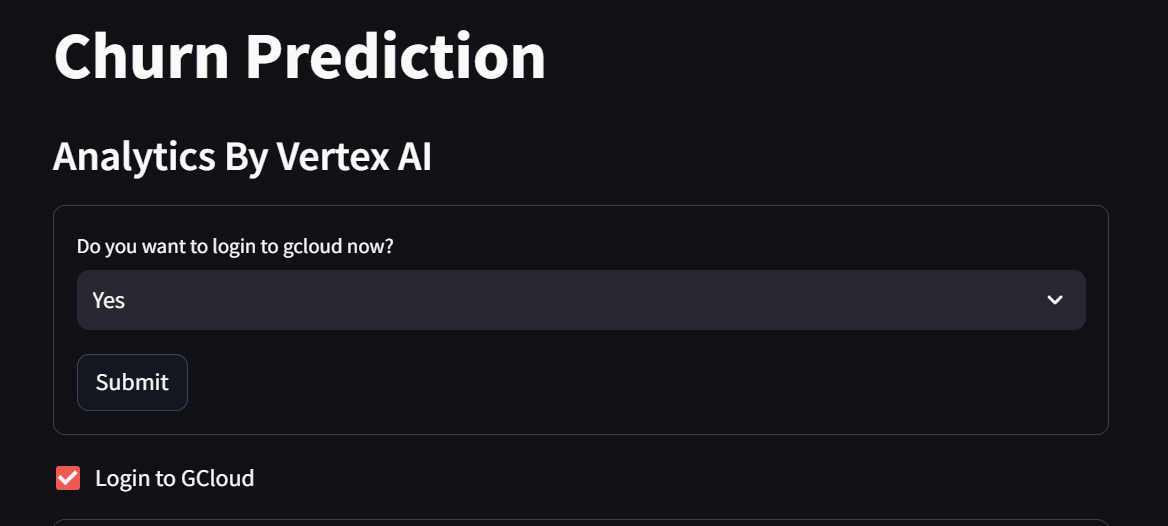 Churn Prediction
Analytics By Vertex AI
Do you want to login to gcloud now?
Yes
Submit
Login to GCloud